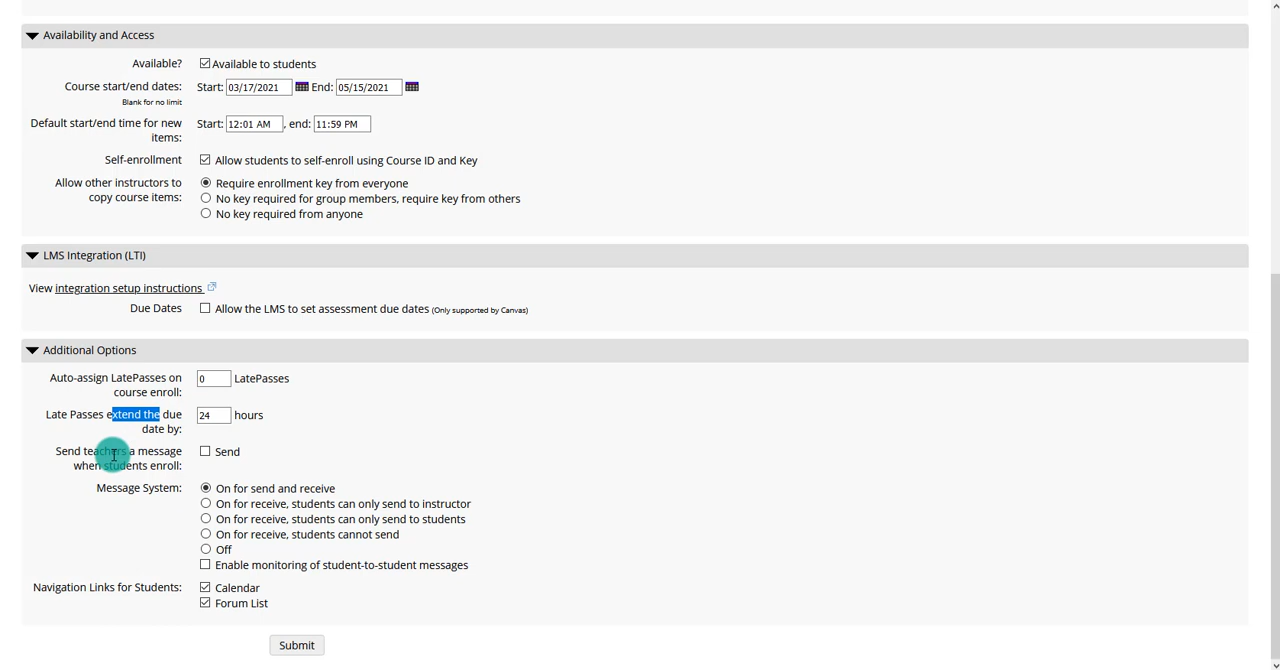 Availability and Access
Available? Available to students
Course start/end dates: Start: 03/17/2021 End: 05/15/2021
Blank for no limit
Default start/end time for new items: Start: 12:01 AM , end: 11:59 PM
Self-enrollment Allow students to self-enroll using Course ID and Key
Allow other instructors to copy course items: Require enrollment key from everyone
No key required for group members, require key from others
No key required from anyone
LMS Integration (LTI)
View integration setup instructions
Due Dates Allow the LMS to set assessment due dates (Only supported by Canvas)
Additional Options
Auto-assign LatePasses on course enroll: 0 LatePasses
Late Passes extend the due date by: 24 hours
Send teachers a message when students enroll: Send
Message System: On for send and receive
On for receive, students can only send to instructor
On for receive, students can only send to students
On for receive, students cannot send
Off
Enable monitoring of student-to-student messages
Navigation Links for Students: Calendar
Forum List
Submit